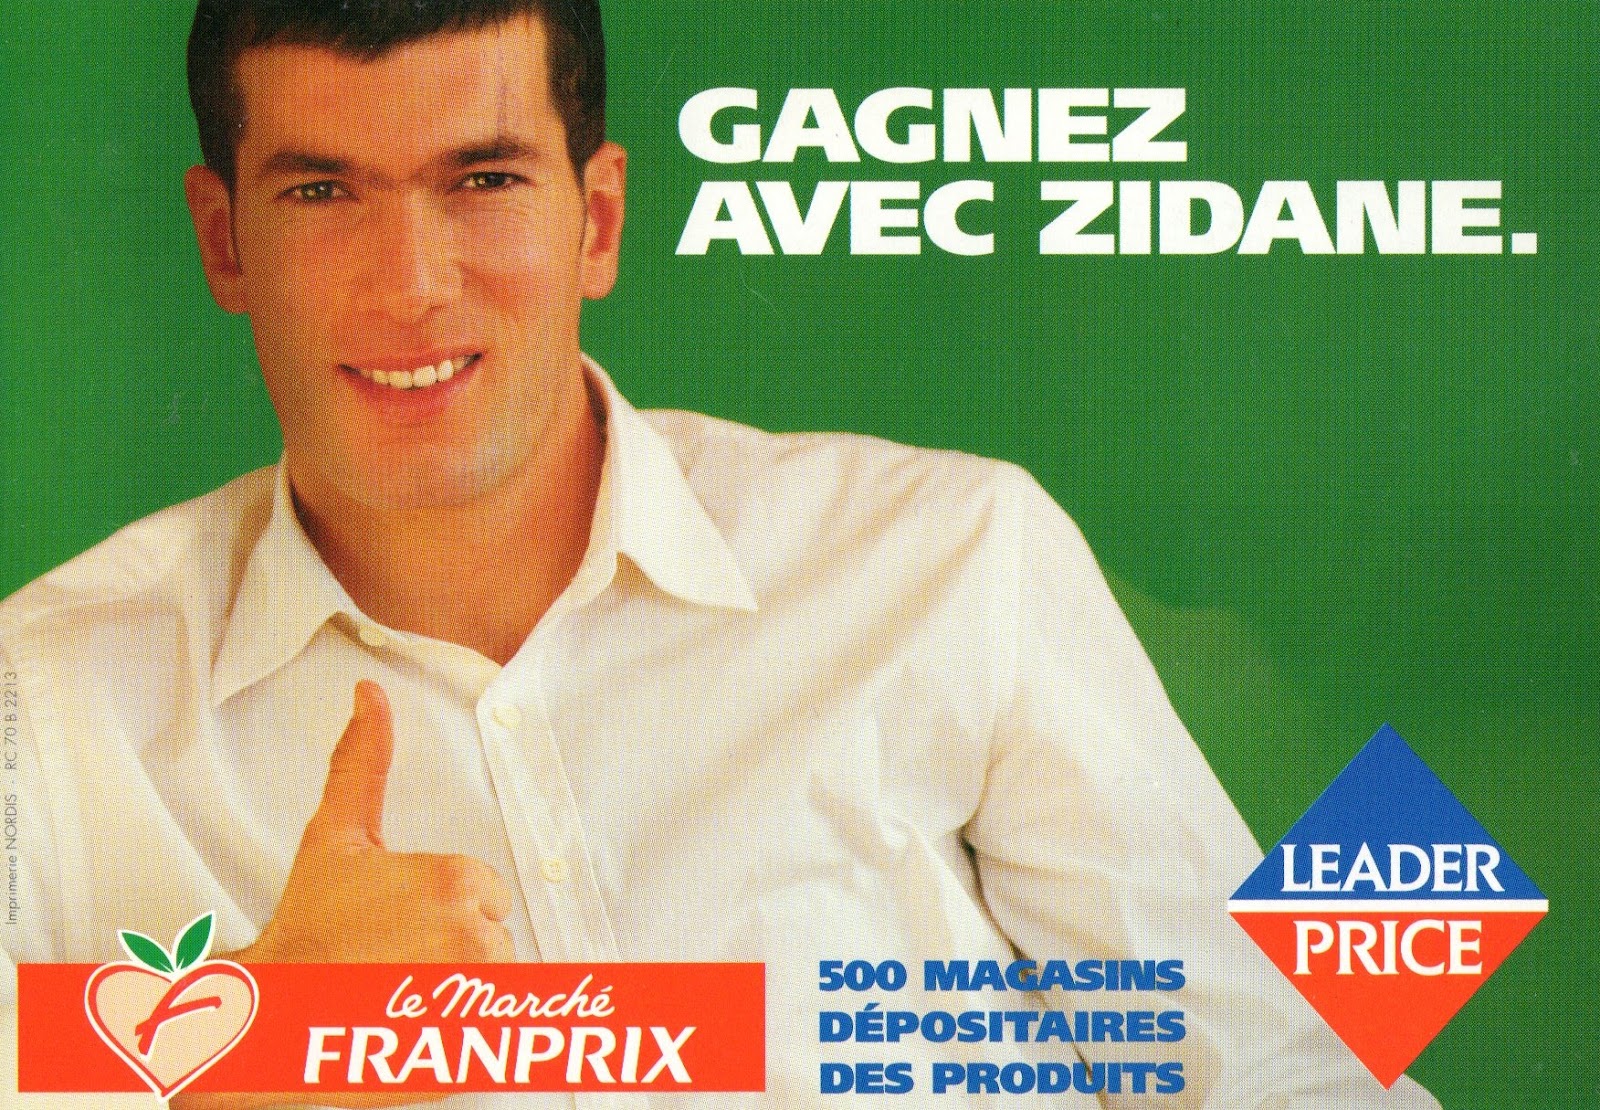 GAGNEZ
AVEC ZIDANE.
Imprimerie NORDIS · RC 70 B 2213
le Marché
FRANPRIX
500 MAGASINS
DÉPOSITAIRES
DES PRODUITS
LEADER
PRICE